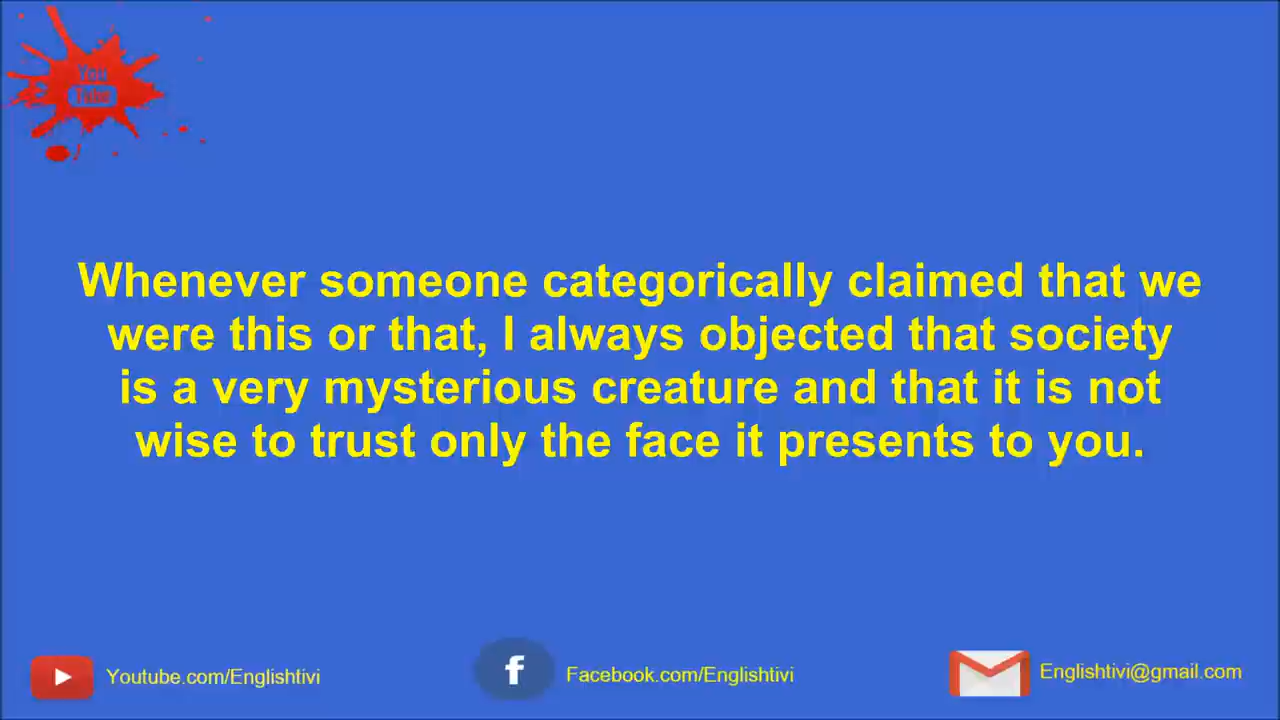 You
Tube
Whenever someone categorically claimed that we
were this or that, I always objected that society
is a very mysterious creature and that it is not
wise to trust only the face it presents to you.
Youtube.com/Englishtivi
f
Facebook.com/Englishtivi
Englishtivi@gmail.com